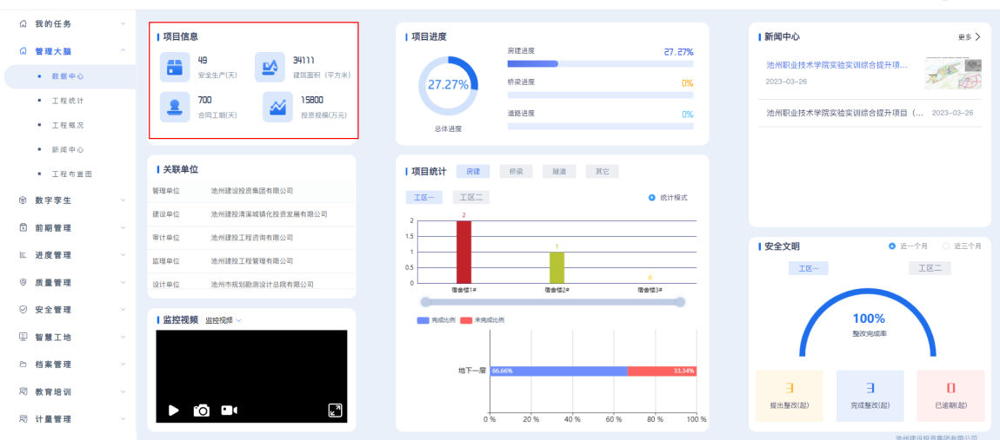 我的任务
管理大脑
数据中心
工程统计
工程概况
新闻中心
工程布置图
数字孪生
前期管理
进度管理
质量管理
安全管理
智慧工地
档案管理
教育培训
计量管理
项目信息
49
安全生产(天)
34111
建筑面积（平方米）
700
合同工期(天)
15800
投资规模(万元)
关联单位
管理单位 池州建设投资集团有限公司
建设单位 池州建投清溪城镇化投资发展有限公司
审计单位 池州建投工程咨询有限公司
监理单位 池州建投工程管理有限公司
设计单位 池州市规划勘测设计总院有限公司
监控视频 监控视频
项目进度
27.27%
总体进度
房建进度 27.27%
桥梁进度 0%
道路进度 0%
项目统计 房建 桥梁 隧道 其它
工区一 工区二 统计模式
2
1.5
1
0.5
0
2
1
0
宿舍楼1# 宿舍楼2# 宿舍楼3#
完成比例 未完成比例
地下一层 66.66% 33.34%
0 % 20 % 40 % 60 % 80 % 100 %
新闻中心 更多
池州职业技术学院实验实训综合提升项...
2023-03-26
池州职业技术学院实验实训综合提升项目（... 2023-03-26
安全文明 近一个月 近三个月
工区一 工区二
100%
整改完成率
3 3 0
提出整改(起) 完成整改(起) 已逾期(起)
池州建设投资集团有限公司